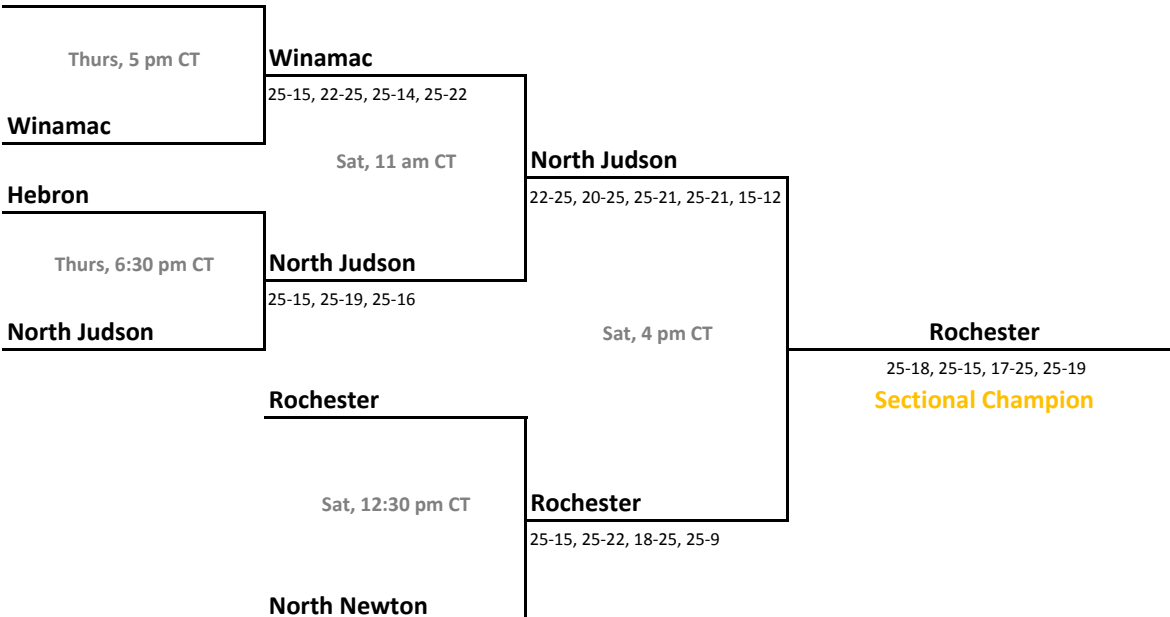 Thurs, 5 pm CT
Winamac
25-15, 22-25, 25-14, 25-22
Winamac
Sat, 11 am CT
North Judson
22-25, 20-25, 25-21, 25-21, 15-12
Hebron
Thurs, 6:30 pm CT
North Judson
25-15, 25-19, 25-16
North Judson
Sat, 4 pm CT
Rochester
25-18, 25-15, 17-25, 25-19
Sectional Champion
Rochester
Sat, 12:30 pm CT
Rochester
25-15, 25-22, 18-25, 25-9
North Newton